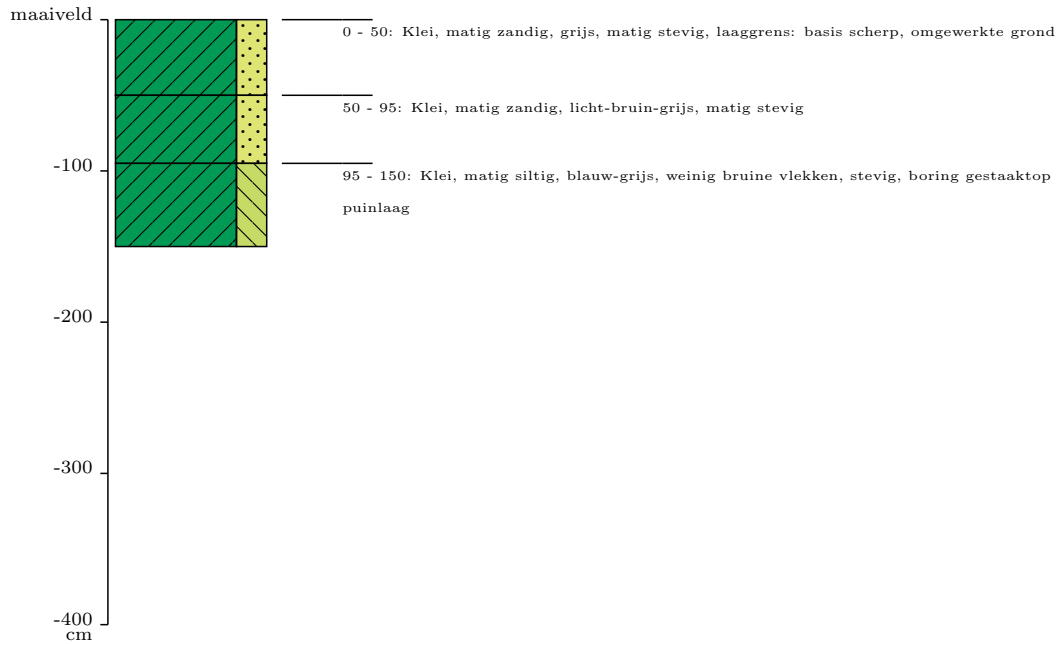 maaiveld
0 - 50: Klei, matig zandig, grijs, matig stevig, laaggrens: basis scherp, omgewerkte grond
50 - 95: Klei, matig zandig, licht-bruin-grijs, matig stevig
-100
95 - 150: Klei, matig siltig, blauw-grijs, weinig bruine vlekken, stevig, boring gestaaktop
puinlaag
-200
-300
-400
cm